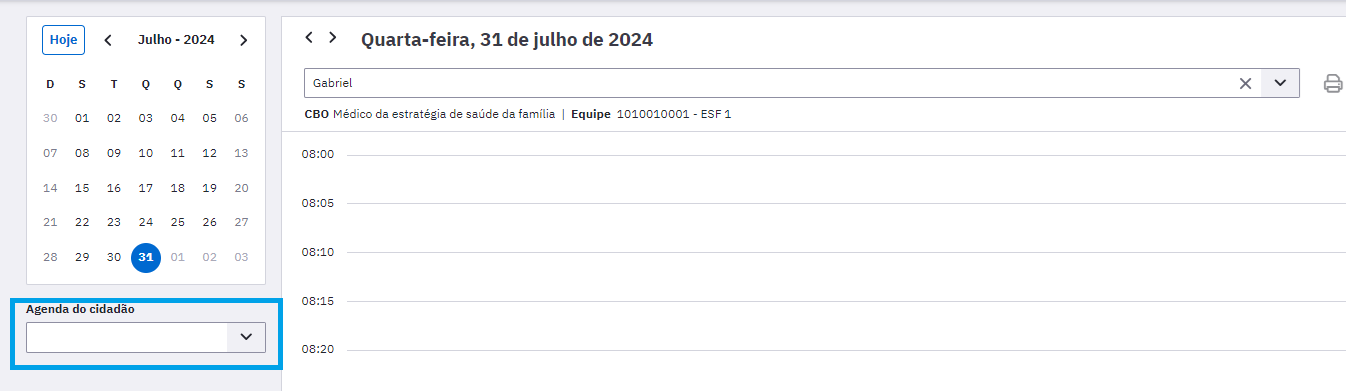 Hoje Julho - 2024
D S T Q Q S S
30 01 02 03 04 05 06
07 08 09 10 11 12 13
14 15 16 17 18 19 20
21 22 23 24 25 26 27
28 29 30 31 01 02 03
Agenda do cidadão
Quarta-feira, 31 de julho de 2024
Gabriel
CBO Médico da estratégia de saúde da família | Equipe 1010010001 - ESF 1
08:00
08:05
08:10
08:15
08:20